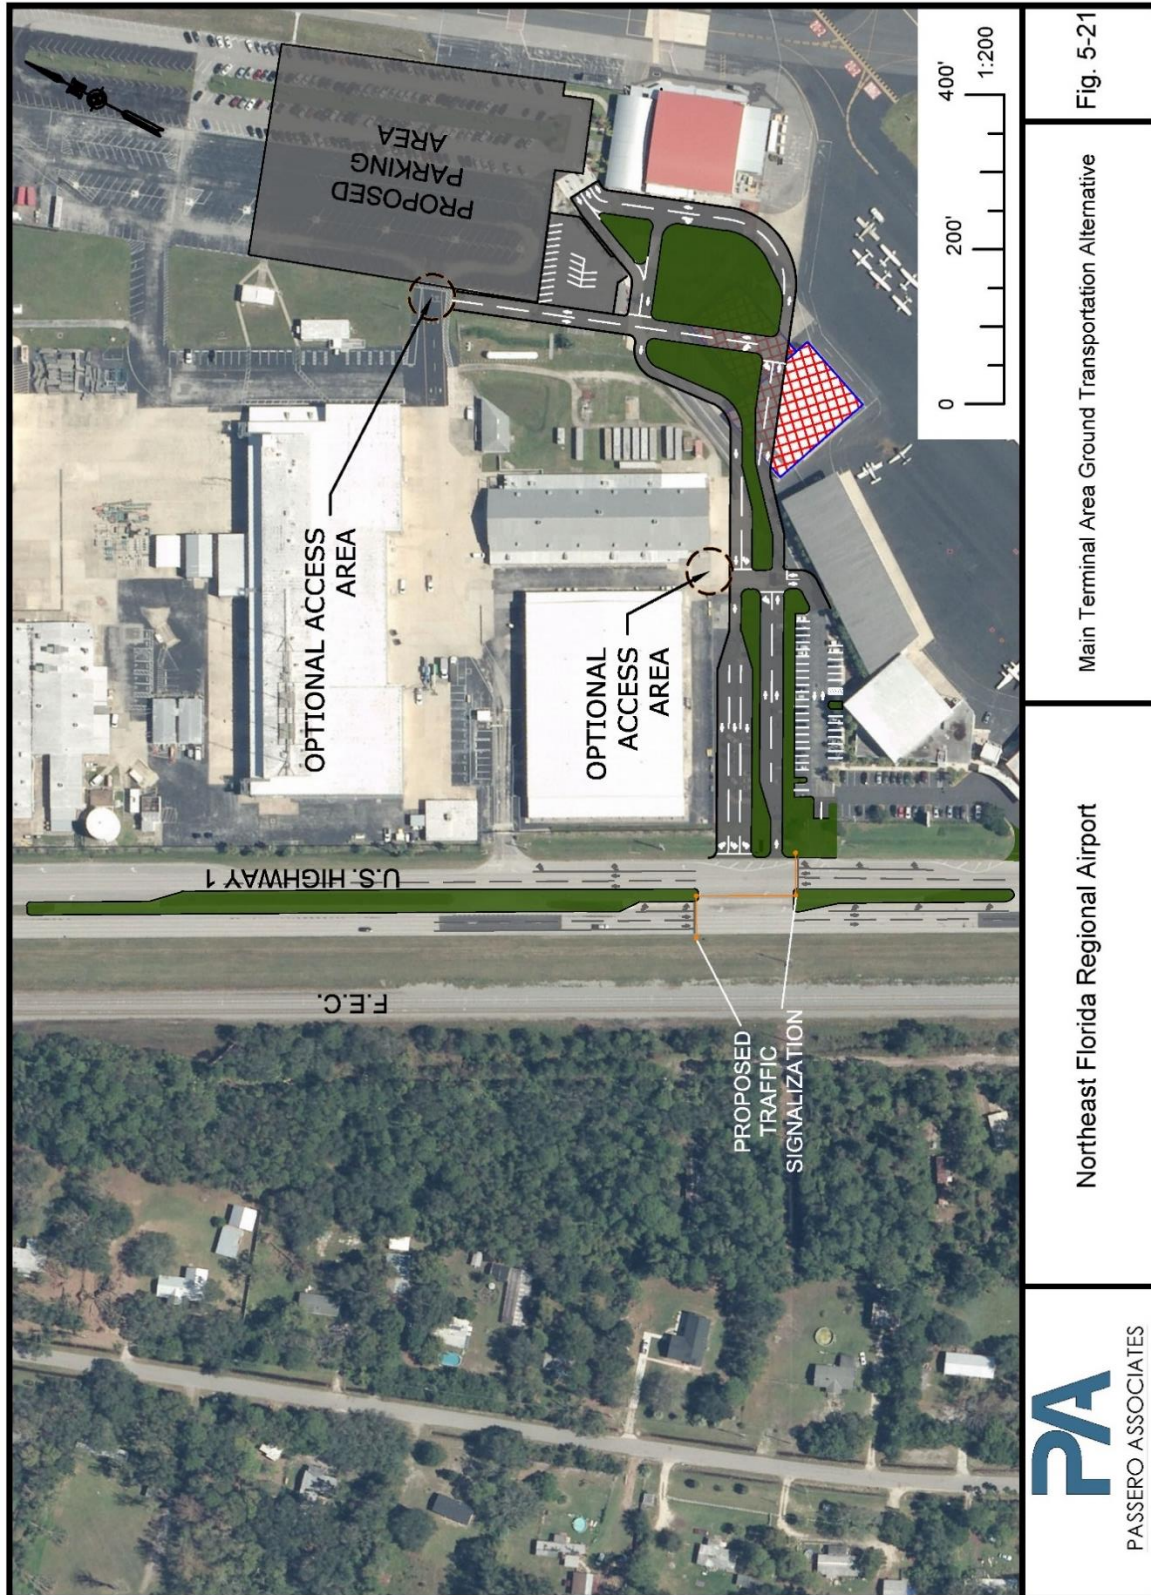 PROPOSED
PARKING
AREA
OPTIONAL ACCESS
AREA
OPTIONAL
ACCESS
AREA
U.S. HIGHWAY 1
F.E.C.
PROPOSED
TRAFFIC
SIGNALIZATION
0
200'
400'
1:200
PA
PASSERO ASSOCIATES
Northeast Florida Regional Airport
Main Terminal Area Ground Transportation Alternative
Fig. 5-21